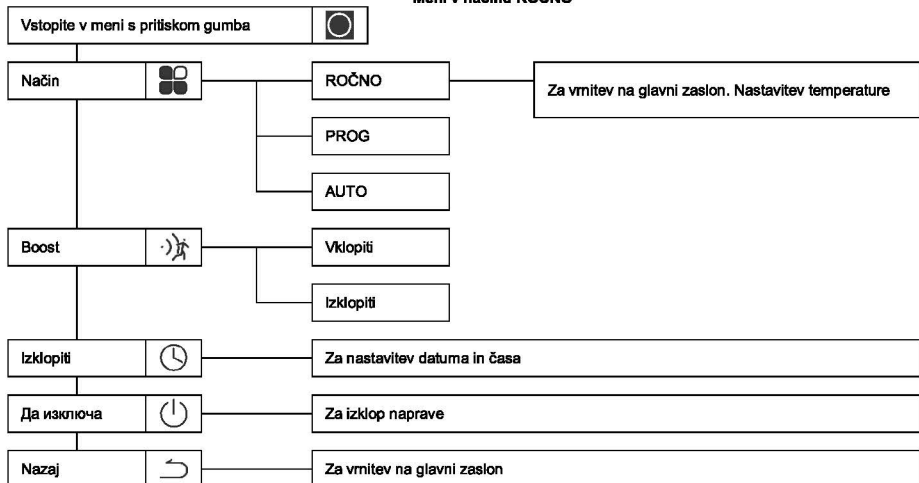 Meni v načinu ROČNO
Vstopite v meni s pritiskom gumba
Način
ROČNO
Za vrnitev na glavni zaslon. Nastavitev temperature
PROG
AUTO
Boost
Vklopiti
Izklopiti
Izklopiti
Za nastavitev datuma in časa
Да изключа
Za izklop naprave
Nazaj
Za vrnitev na glavni zaslon